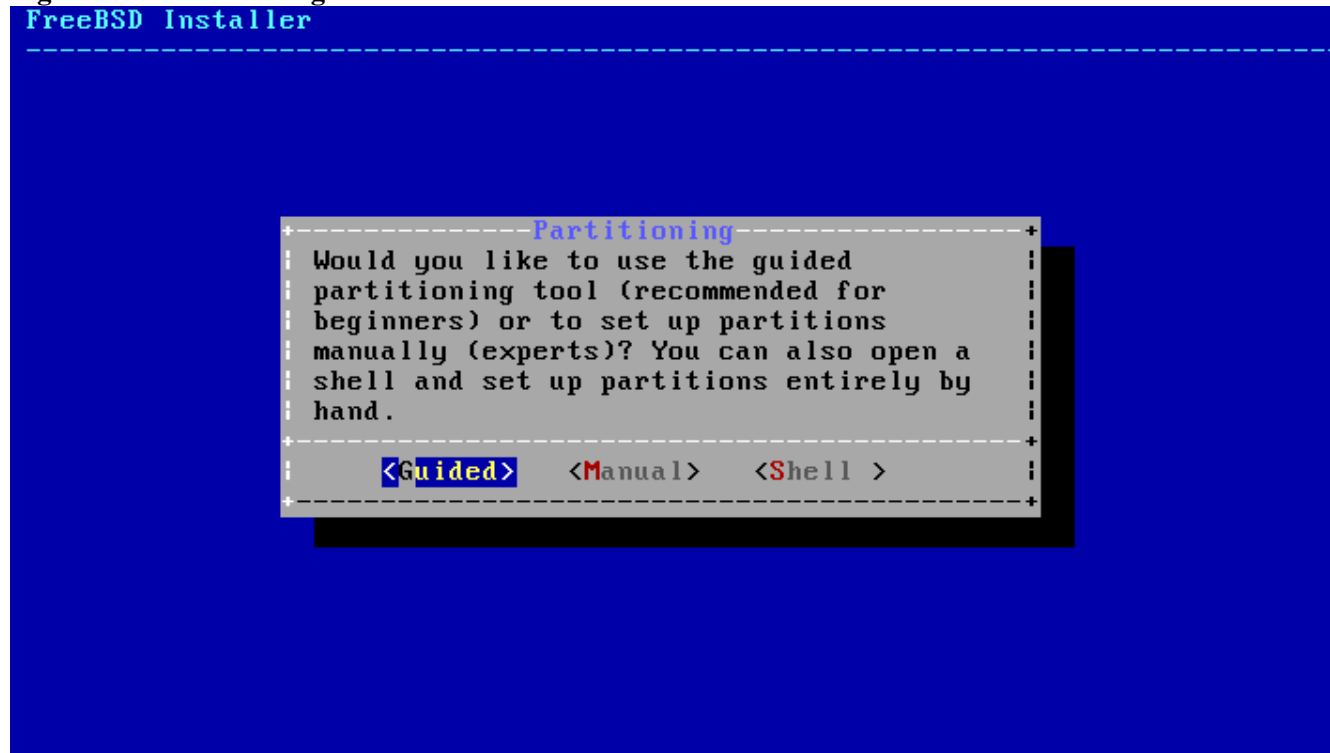 FreeBSD Installer
Partitioning
Would you like to use the guided
partitioning tool (recommended for
beginners) or to set up partitions
manually (experts)? You can also open a
shell and set up partitions entirely by
hand.
<Guided> <Manual> <Shell >